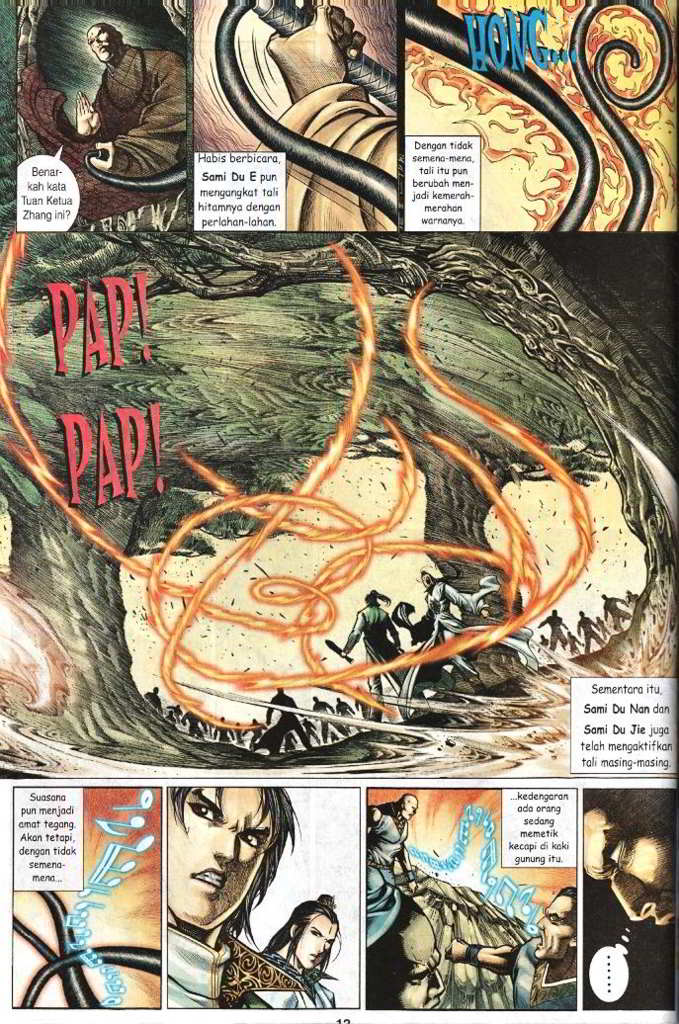 Benar-
kah kata
Tuan Ketua
Zhang ini?
Habis berbicara,
Sami Du E pun
mengangkat tali
hitamnya dengan
perlahan-lahan.
HONG...
Dengan tidak
semena-mena,
tali itu pun
berubah men-
jadi kemerah-
merahan
warnanya.
PAP!
PAP!
Sementara itu,
Sami Du Nan dan
Sami Du Jie juga
telah mengaktifkan
tali masing-masing.
Suasana
pun menjadi
amat tegang.
Akan tetapi,
dengan tidak
semena-
mena...
...kedengaran
ada orang
sedang
memetik
kecapi di kaki
gunung itu.
......
12